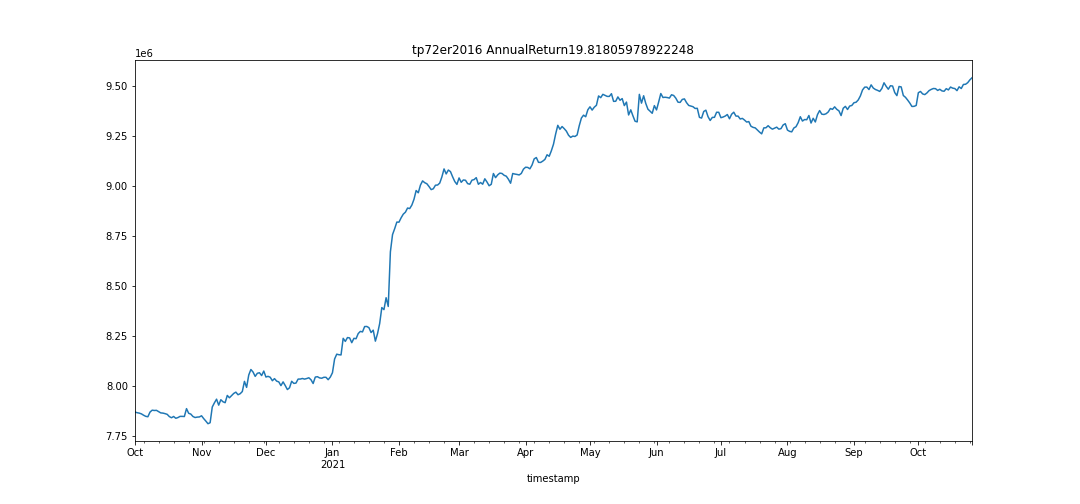 tp72er2016 AnnualReturn19.81805978922248
1e6
9.50
9.25
9.00
8.75
8.50
8.25
8.00
7.75
Oct Nov Dec Jan Feb Mar Apr May Jun Jul Aug Sep Oct
2021
timestamp